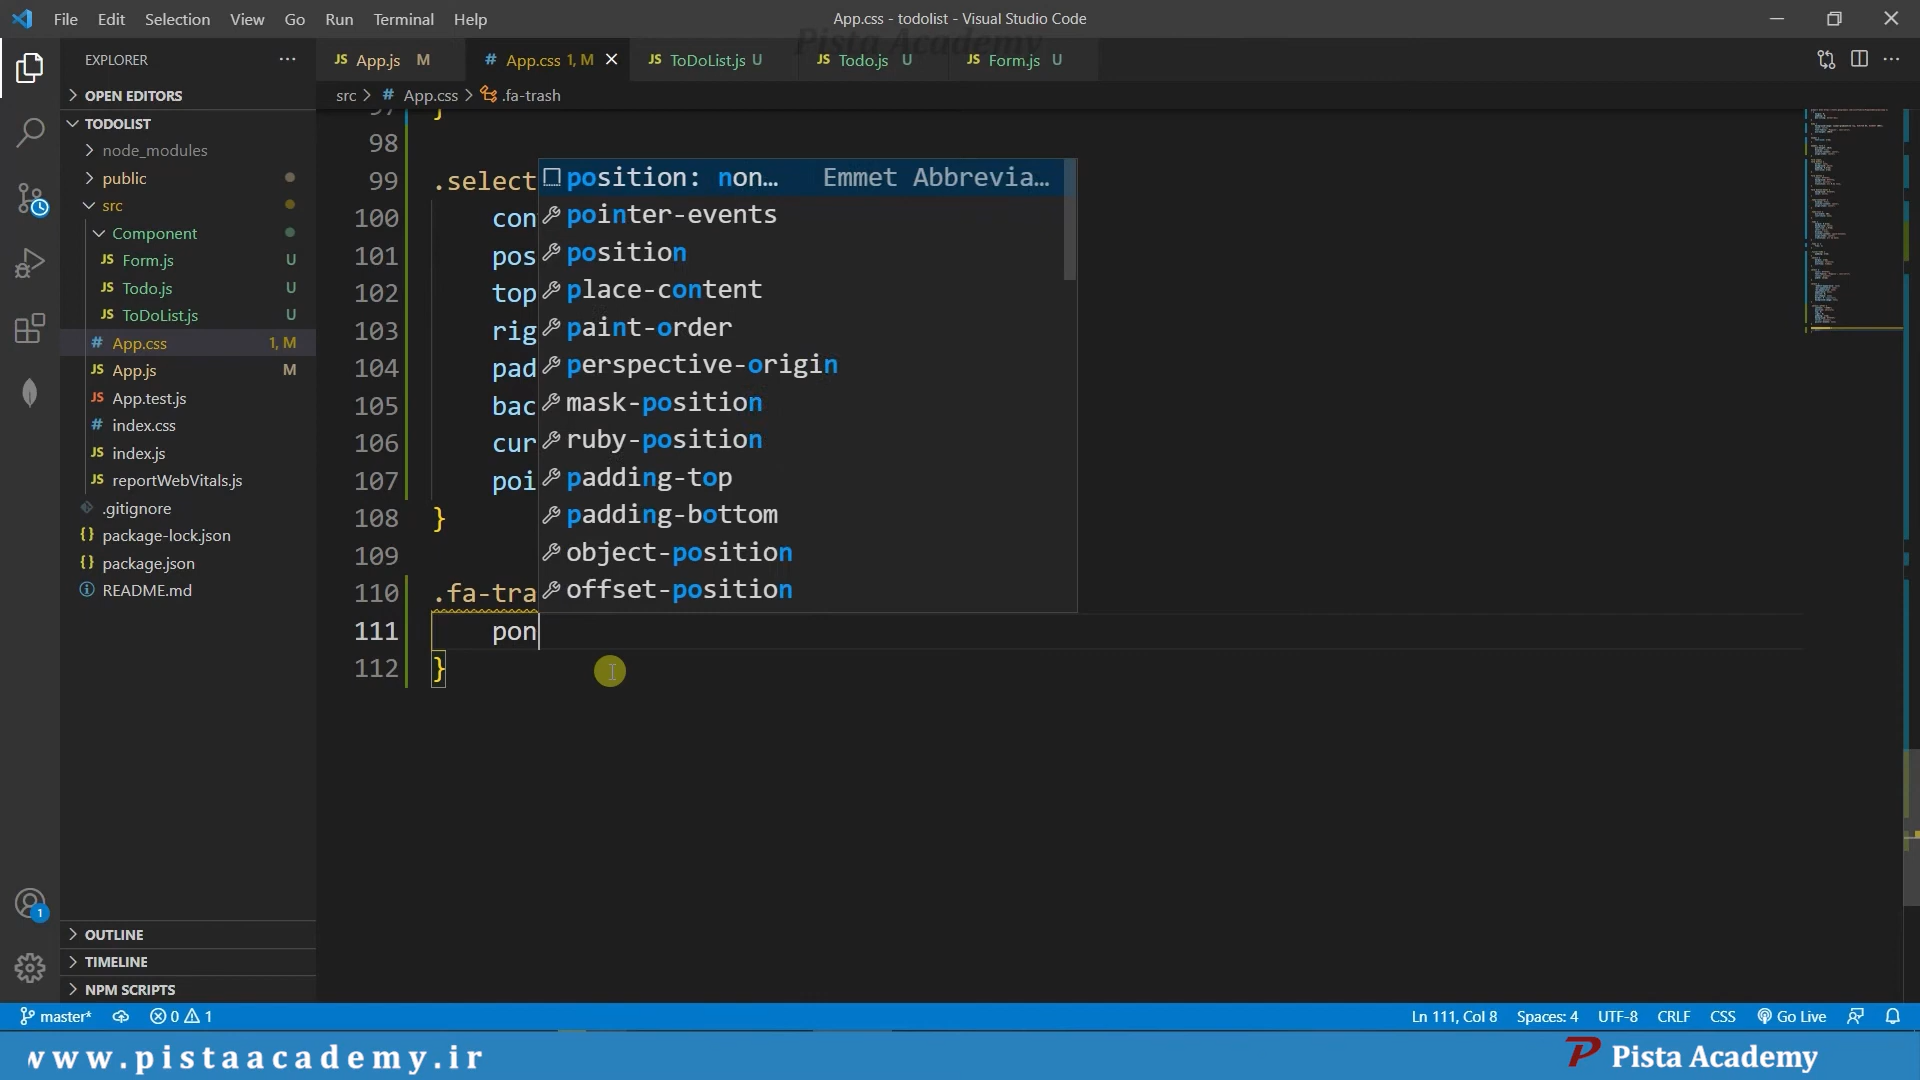 File Edit Selection View Go Run Terminal Help
App.css - todolist - Visual Studio Code
Pista Academy
EXPLORER
OPEN EDITORS
TODOLIST
node_modules
public
src
Component
JS Form.js U
JS Todo.js U
JS ToDoList.js U
# App.css 1, M
JS App.js M
JS App.test.js
# index.css
JS index.js
JS reportWebVitals.js
.gitignore
{} package-lock.json
{} package.json
README.md
OUTLINE
TIMELINE
NPM SCRIPTS
JS App.js M # App.css 1, M JS ToDoList.js U JS Todo.js U JS Form.js U
src > # App.css > .fa-trash
97 }
98
99 .select
100 con
101 pos
102 top
103 rig
104 pad
105 bac
106 cur
107 poi
108 }
109
110 .fa-tra
111 pon
112 }
position: non… Emmet Abbrevia…
pointer-events
position
place-content
paint-order
perspective-origin
mask-position
ruby-position
padding-top
padding-bottom
object-position
offset-position
1
master* 0 1 Ln 111, Col 8 Spaces: 4 UTF-8 CRLF CSS Go Live
www.pistaacademy.ir P Pista Academy